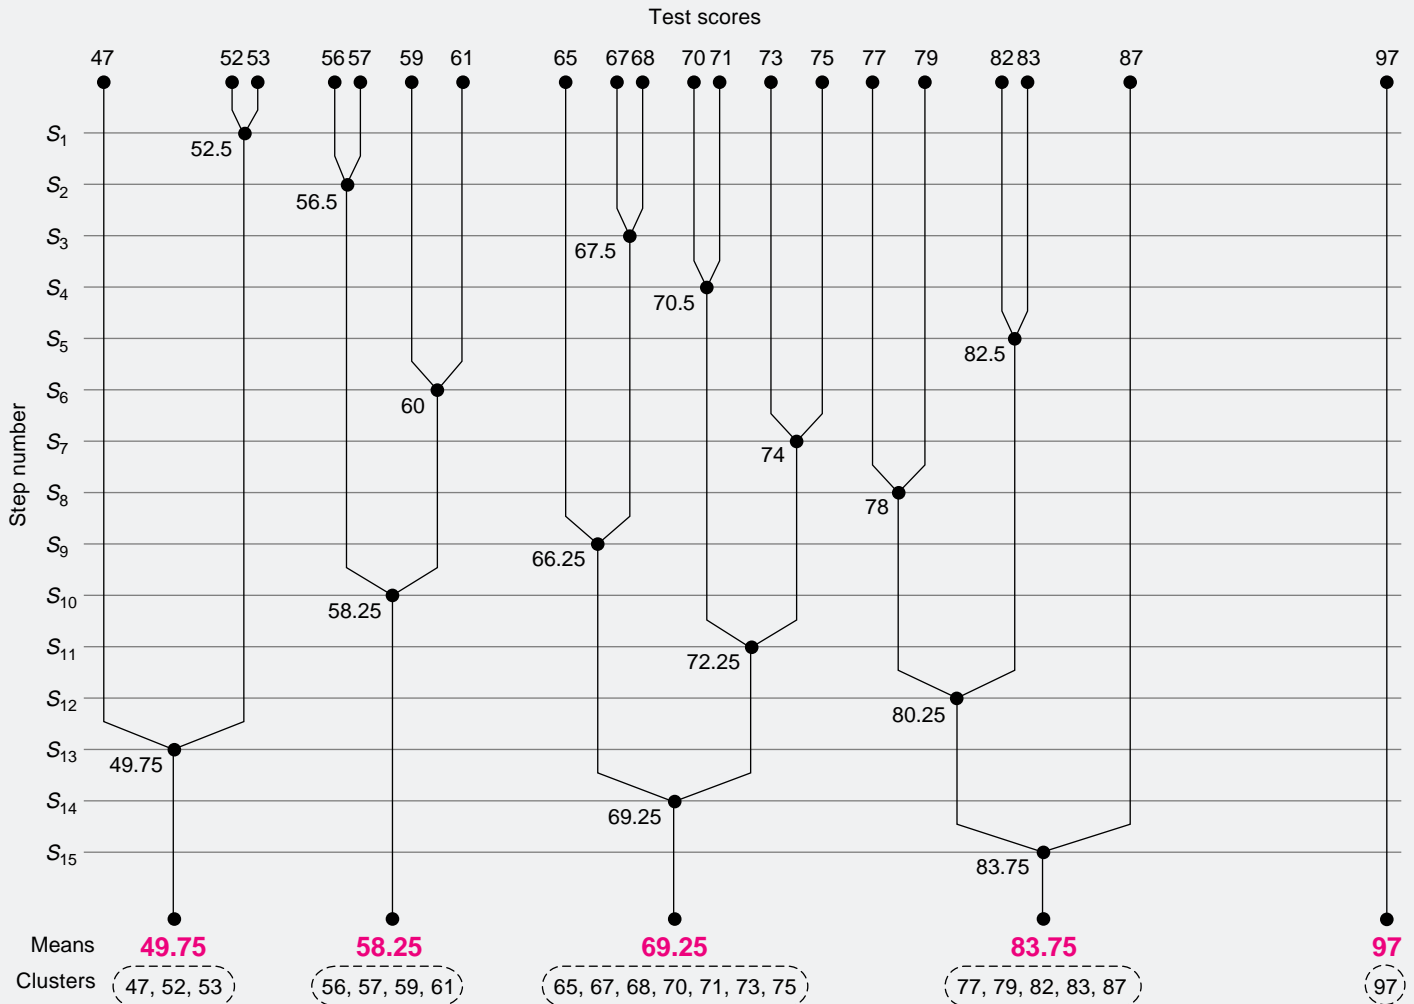 Test scores
47 52 53 56 57 59 61 65 67 68 70 71 73 75 77 79 82 83 87 97
S1
52.5
S2
56.5
S3
67.5
S4
70.5
S5
82.5
S6
60
Step number
S7
74
S8
78
S9
66.25
S10
58.25
S11
72.25
S12
80.25
S13
49.75
S14
69.25
S15
83.75
Means 49.75 58.25 69.25 83.75 97
Clusters 47, 52, 53 56, 57, 59, 61 65, 67, 68, 70, 71, 73, 75 77, 79, 82, 83, 87 97